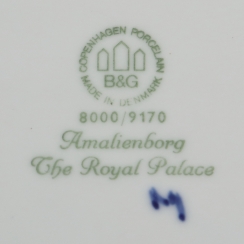 COPENHAGEN PORCELAIN
B&G
MADE IN DENMARK
8000/9170
Amalienborg
The Royal Palace